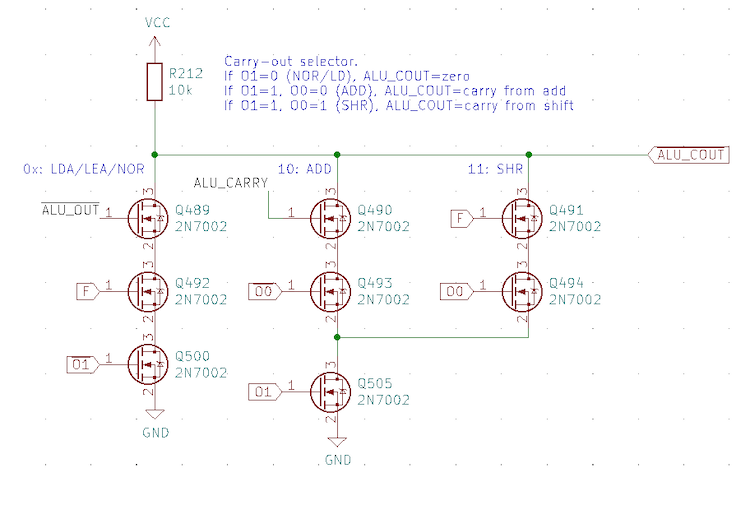 VCC
Carry-out selector.
R212
If O1=0 (NOR/LD), ALU_COUT=zero
10k
If O1=1, O0=0 (ADD), ALU_COUT=carry from add
If O1=1, O0=1 (SHR), ALU_COUT=carry from shift
ALU_COUT
0x: LDA/LEA/NOR
10: ADD
11: SHR
ALU_CARRY
3
3
3
ALU_OUT
1
Q489
2N7002
1
Q490
2N7002
F
1
Q491
2N7002
2
2
2
3
3
3
F
1
Q492
2N7002
O0
1
Q493
2N7002
O0
1
Q494
2N7002
2
2
2
3
O1
1
Q500
2N7002
2
3
O1
1
Q505
2N7002
2
GND
GND